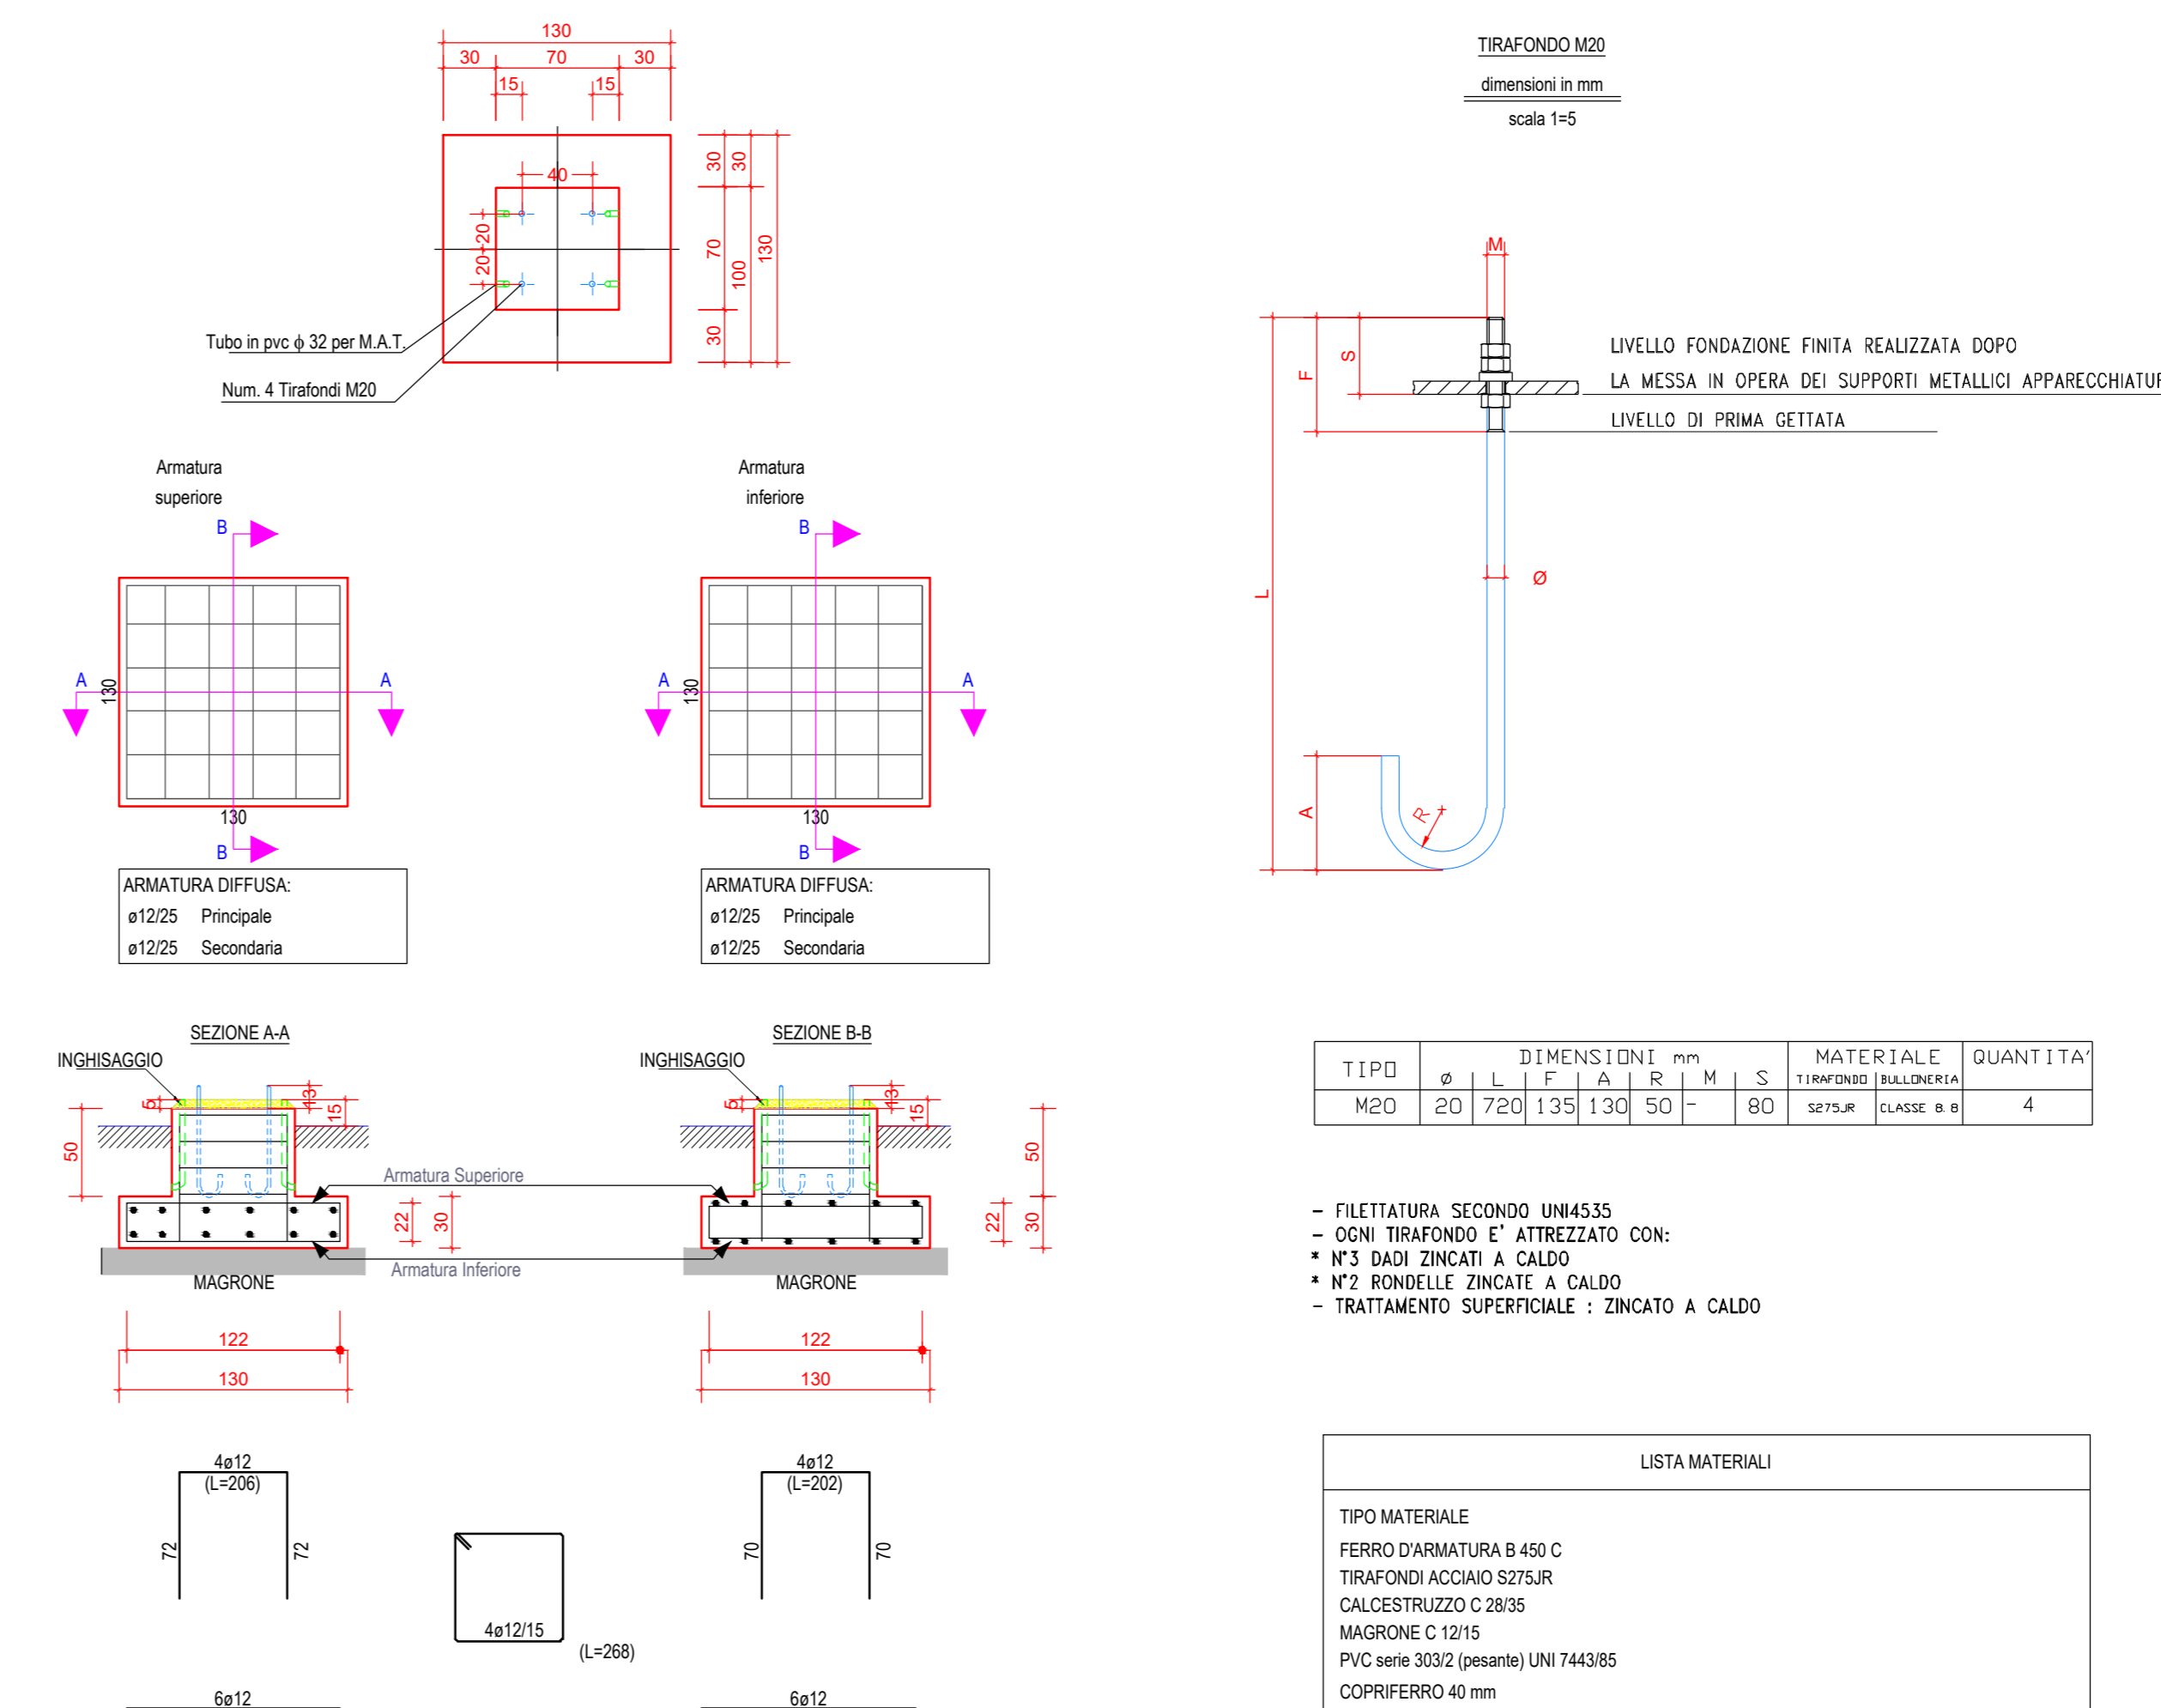 130
30 70 30
15 15
40
20
20
30 30
70 100 130
30
Tubo in pvc ϕ 32 per M.A.T.
Num. 4 Tirafondi M20
TIRAFONDO M20
dimensioni in mm
scala 1=5
M
S
F
L
Ø
A
R
LIVELLO FONDAZIONE FINITA REALIZZATA DOPO
LA MESSA IN OPERA DEI SUPPORTI METALLICI
LIVELLO DI PRIMA GETTATA
Armatura
superiore
B
A A
130
130
B
ARMATURA DIFFUSA:
ø12/25 Principale
ø12/25 Secondaria
Armatura
inferiore
B
A A
130
130
B
ARMATURA DIFFUSA:
ø12/25 Principale
ø12/25 Secondaria
SEZIONE A-A
INGHISAGGIO
5 13
15
50
Armatura Superiore
22 30
Armatura Inferiore
MAGRONE
122
130
SEZIONE B-B
INGHISAGGIO
5 13
15
50
22 30
MAGRONE
122
130
4ø12
(L=206)
72 72
4ø12/15
(L=268)
4ø12
(L=202)
70 70
6ø12
6ø12
TIPO DIMENSIONI mm MATERIALE QUANTITA'
Ø L F A R M S TIRAFONDO BULLONERIA
M20 20 720 135 130 50 - 80 S275JR CLASSE 8.8 4
- FILETTATURA SECONDO UNI4535
- OGNI TIRAFONDO E' ATTREZZATO CON:
* N°3 DADI ZINCATI A CALDO
* N°2 RONDELLE ZINCATE A CALDO
- TRATTAMENTO SUPERFICIALE : ZINCATO A CALDO
LISTA MATERIALI
TIPO MATERIALE
FERRO D'ARMATURA B 450 C
TIRAFONDI ACCIAIO S275JR
CALCESTRUZZO C 28/35
MAGRONE C 12/15
PVC serie 303/2 (pesante) UNI 7443/85
COPRIFERRO 40 mm